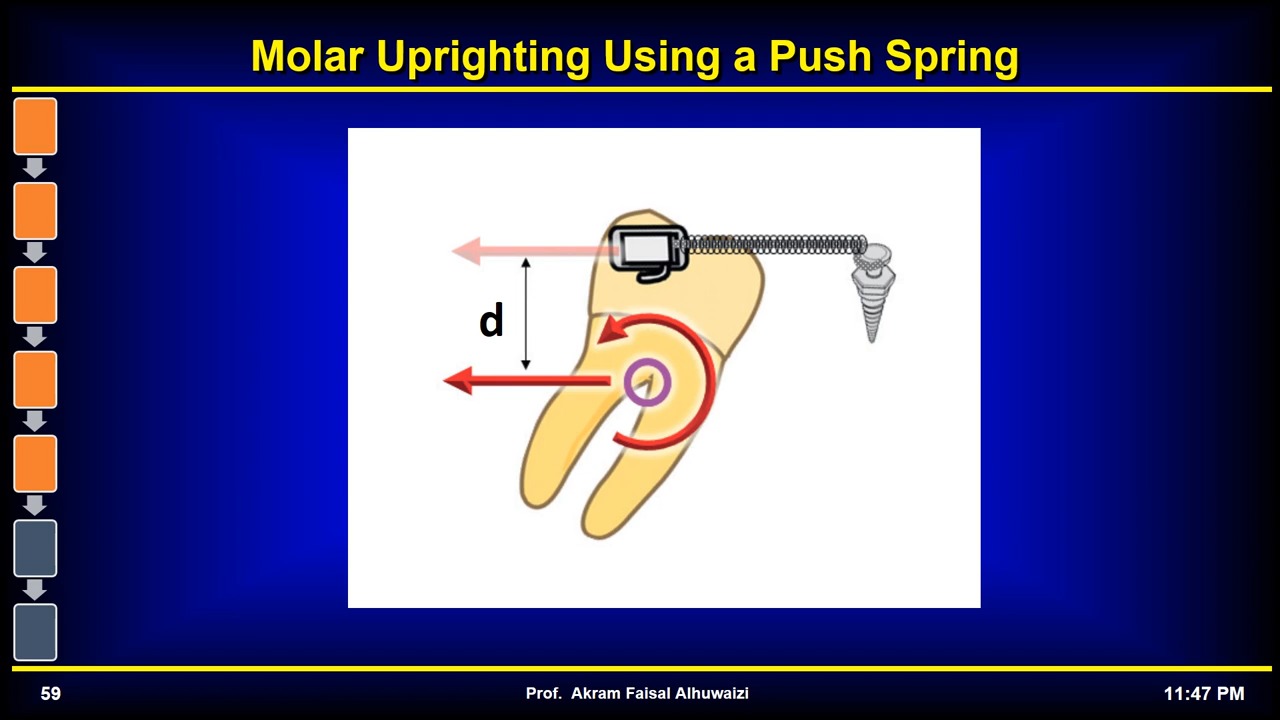 Molar Uprighting Using a Push Spring
d
59
Prof. Akram Faisal Alhuwaizi
11:47 PM